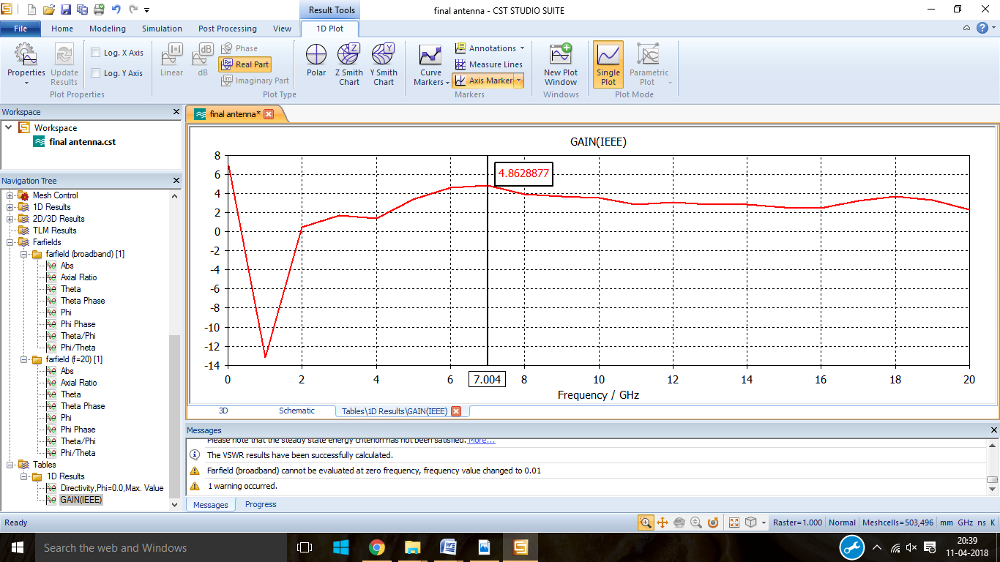 Result Tools
final antenna - CST STUDIO SUITE
File Home Modeling Simulation Post Processing View 1D Plot
Properties
Update Results
Log. X Axis
Log. Y Axis
Plot Properties
Linear
dB
Phase
Real Part
Imaginary Part
Plot Type
Polar
Z Smith Chart
Y Smith Chart
Curve Markers
Annotations
Measure Lines
Axis Marker
Markers
New Plot Window
Windows
Single Plot
Parametric Plot
Plot Mode
Workspace
Workspace
final antenna.cst
Navigation Tree
Mesh Control
1D Results
2D/3D Results
TLM Results
Farfields
farfield (broadband) [1]
Abs
Axial Ratio
Theta
Theta Phase
Phi
Phi Phase
Theta/Phi
Phi/Theta
farfield (f=20) [1]
Abs
Axial Ratio
Theta
Theta Phase
Phi
Phi Phase
Theta/Phi
Phi/Theta
Tables
1D Results
Directivity,Phi=0.0,Max. Value
GAIN(IEEE)
final antenna*
GAIN(IEEE)
8
6
4
2
0
-2
-4
-6
-8
-10
-12
-14
4.8628877
0 2 4 6 7.004 8 10 12 14 16 18 20
Frequency / GHz
3D Schematic Tables\1D Results\GAIN(IEEE)
Messages
Please note that the steady state energy criterion has not been satisfied. More...
The VSWR results have been successfully calculated.
Farfield (broadband) cannot be evaluated at zero frequency, frequency value changed to 0.01
1 warning occurred.
Messages Progress
Ready
Raster=1.000 Normal Meshcells=503,496 mm GHz ns K
Search the web and Windows
20:39
11-04-2018